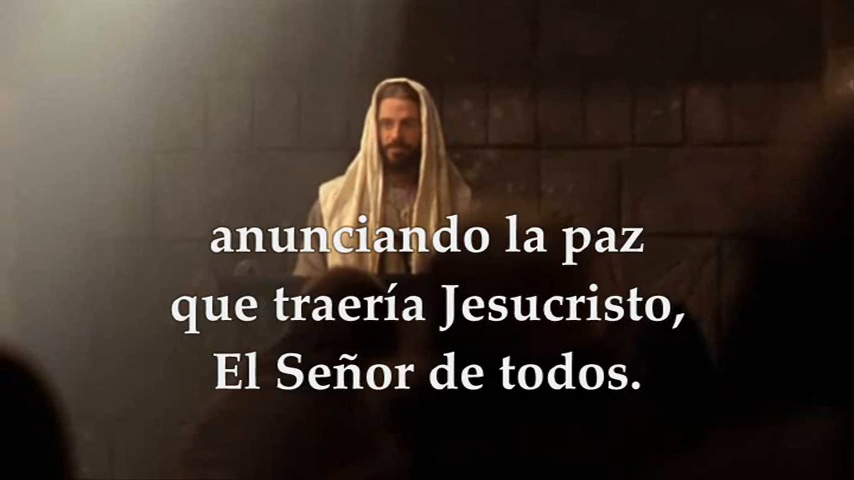 anunciando la paz
que traería Jesucristo,
El Señor de todos.